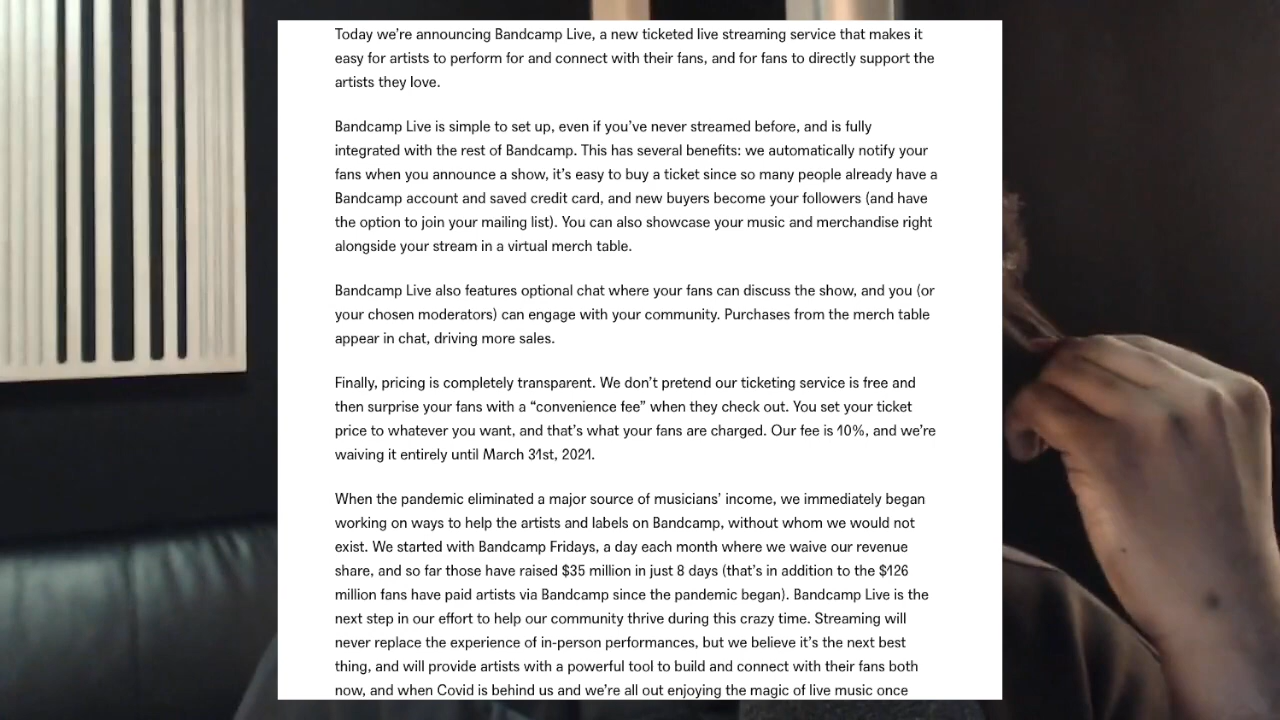 Today we’re announcing Bandcamp Live, a new ticketed live streaming service that makes it
easy for artists to perform for and connect with their fans, and for fans to directly support the
artists they love.
Bandcamp Live is simple to set up, even if you’ve never streamed before, and is fully
integrated with the rest of Bandcamp. This has several benefits: we automatically notify your
fans when you announce a show, it’s easy to buy a ticket since so many people already have a
Bandcamp account and saved credit card, and new buyers become your followers (and have
the option to join your mailing list). You can also showcase your music and merchandise right
alongside your stream in a virtual merch table.
Bandcamp Live also features optional chat where your fans can discuss the show, and you (or
your chosen moderators) can engage with your community. Purchases from the merch table
appear in chat, driving more sales.
Finally, pricing is completely transparent. We don’t pretend our ticketing service is free and
then surprise your fans with a “convenience fee” when they check out. You set your ticket
price to whatever you want, and that’s what your fans are charged. Our fee is 10%, and we’re
waiving it entirely until March 31st, 2021.
When the pandemic eliminated a major source of musicians’ income, we immediately began
working on ways to help the artists and labels on Bandcamp, without whom we would not
exist. We started with Bandcamp Fridays, a day each month where we waive our revenue
share, and so far those have raised $35 million in just 8 days (that’s in addition to the $126
million fans have paid artists via Bandcamp since the pandemic began). Bandcamp Live is the
next step in our effort to help our community thrive during this crazy time. Streaming will
never replace the experience of in-person performances, but we believe it’s the next best
thing, and will provide artists with a powerful tool to build and connect with their fans both
now, and when Covid is behind us and we’re all out enjoying the magic of live music once